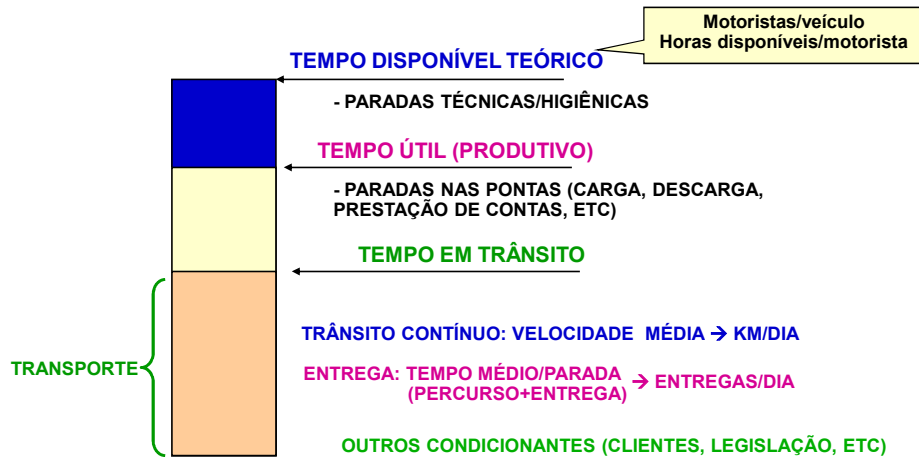 Motoristas/veículo
Horas disponíveis/motorista
TEMPO DISPONÍVEL TEÓRICO
- PARADAS TÉCNICAS/HIGIÊNICAS
TEMPO ÚTIL (PRODUTIVO)
- PARADAS NAS PONTAS (CARGA, DESCARGA,
PRESTAÇÃO DE CONTAS, ETC)
TEMPO EM TRÂNSITO
TRÂNSITO CONTÍNUO: VELOCIDADE MÉDIA → KM/DIA
TRANSPORTE
ENTREGA: TEMPO MÉDIO/PARADA → ENTREGAS/DIA
(PERCURSO+ENTREGA)
OUTROS CONDICIONANTES (CLIENTES, LEGISLAÇÃO, ETC)